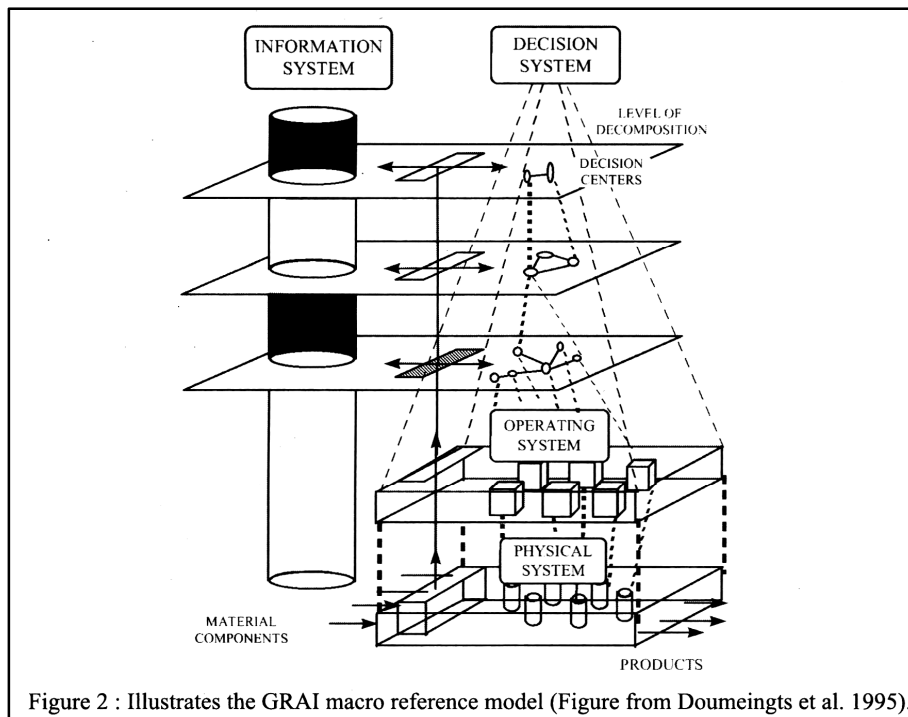 INFORMATION
SYSTEM
DECISION
SYSTEM
LEVEL OF
DECOMPOSITION
DECISION
CENTERS
OPERATING
SYSTEM
PHYSICAL
SYSTEM
MATERIAL
COMPONENTS
PRODUCTS
Figure 2 : Illustrates the GRAI macro reference model (Figure from Doumeingts et al. 1995).